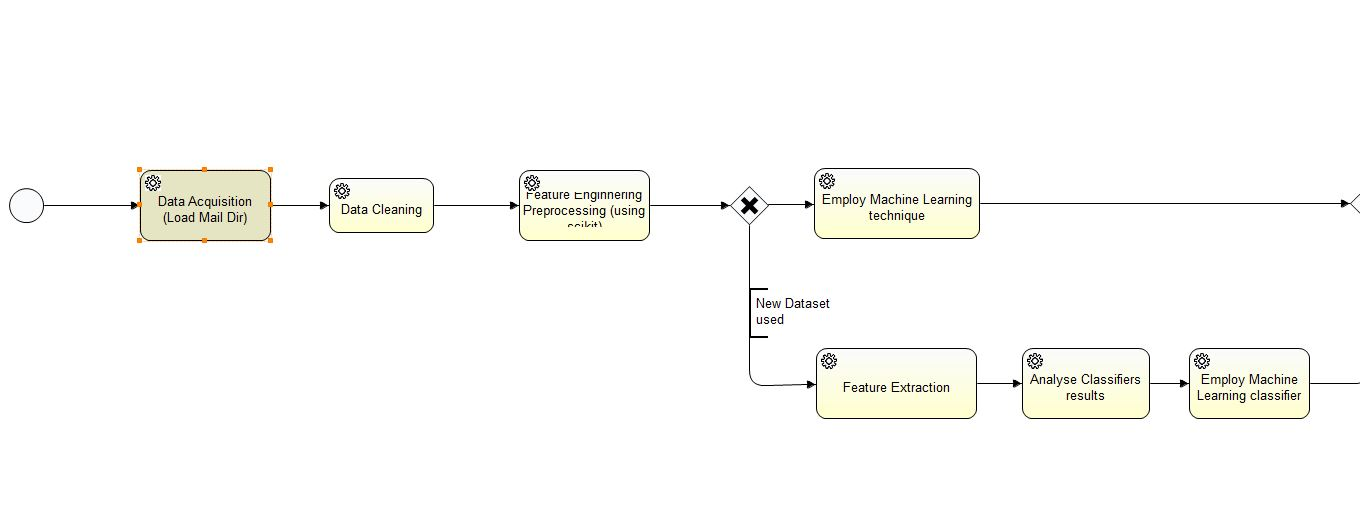 Data Acquisition
(Load Mail Dir)
Data Cleaning
Feature Enginnering
Preprocessing (using
scikit)
Employ Machine Learning
technique
New Dataset
used
Feature Extraction
Analyse Classifiers
results
Employ Machine
Learning classifier